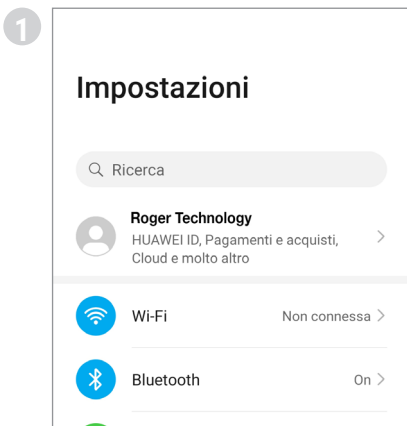 1
Impostazioni
Ricerca
Roger Technology
HUAWEI ID, Pagamenti e acquisti,
Cloud e molto altro
Wi-Fi Non connessa
Bluetooth On